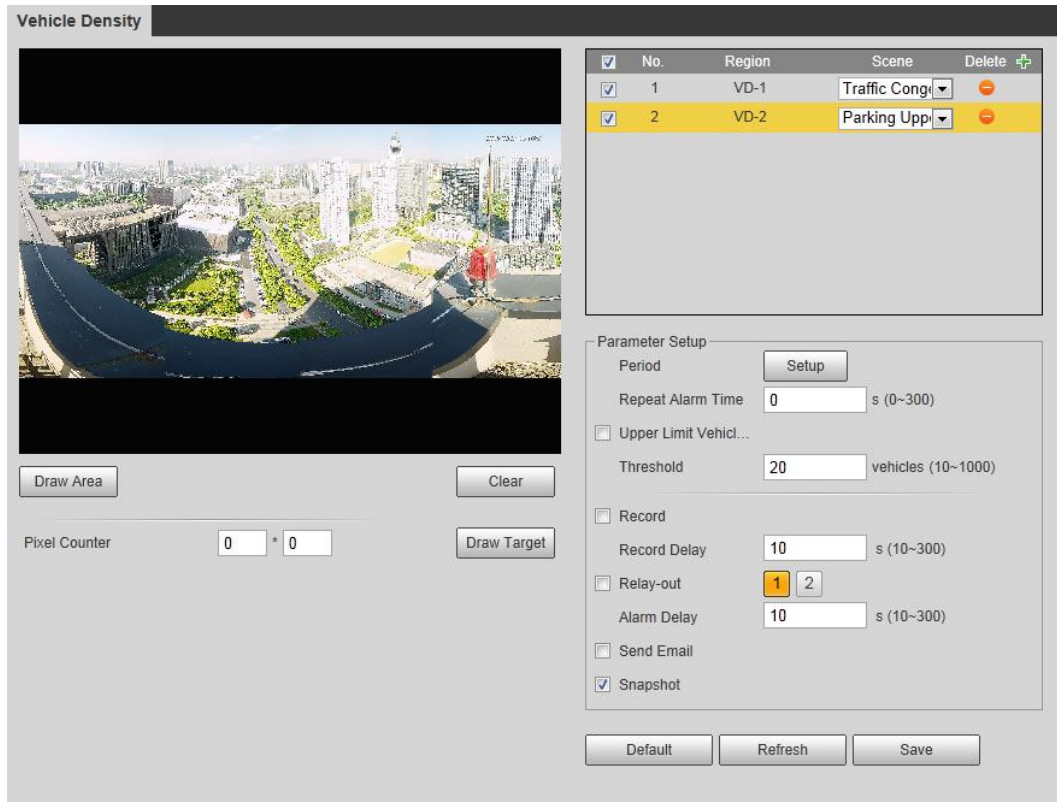 Vehicle Density
No. Region Scene Delete
1 VD-1 Traffic Cong
2 VD-2 Parking Upp
Parameter Setup
Period Setup
Repeat Alarm Time 0 s (0~300)
Upper Limit Vehicl...
Threshold 20 vehicles (10~1000)
Draw Area Clear
Record
Pixel Counter 0 * 0 Draw Target
Record Delay 10 s (10~300)
Relay-out 1 2
Alarm Delay 10 s (10~300)
Send Email
Snapshot
Default Refresh Save